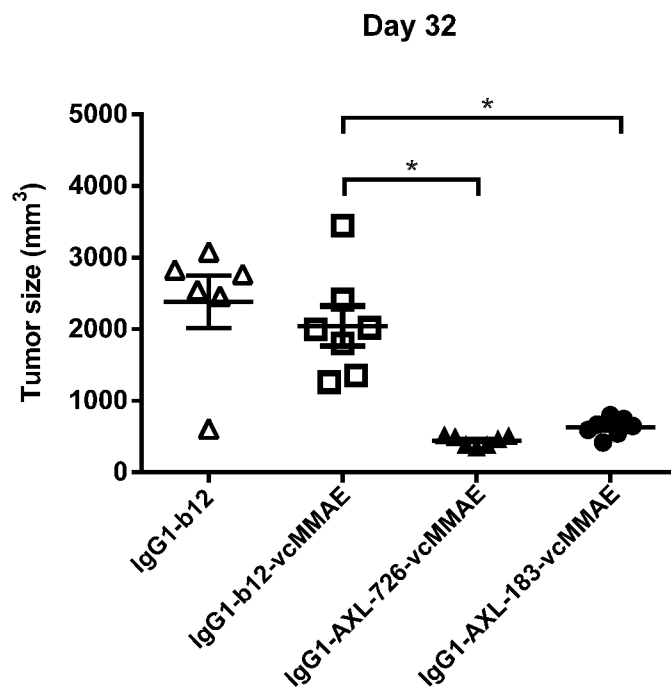 Day 32
Tumor size (mm³)
5000
4000
3000
2000
1000
0
*
*
IgG1-b12
IgG1-b12-vcMMAE
IgG1-AXL-726-vcMMAE
IgG1-AXL-183-vcMMAE